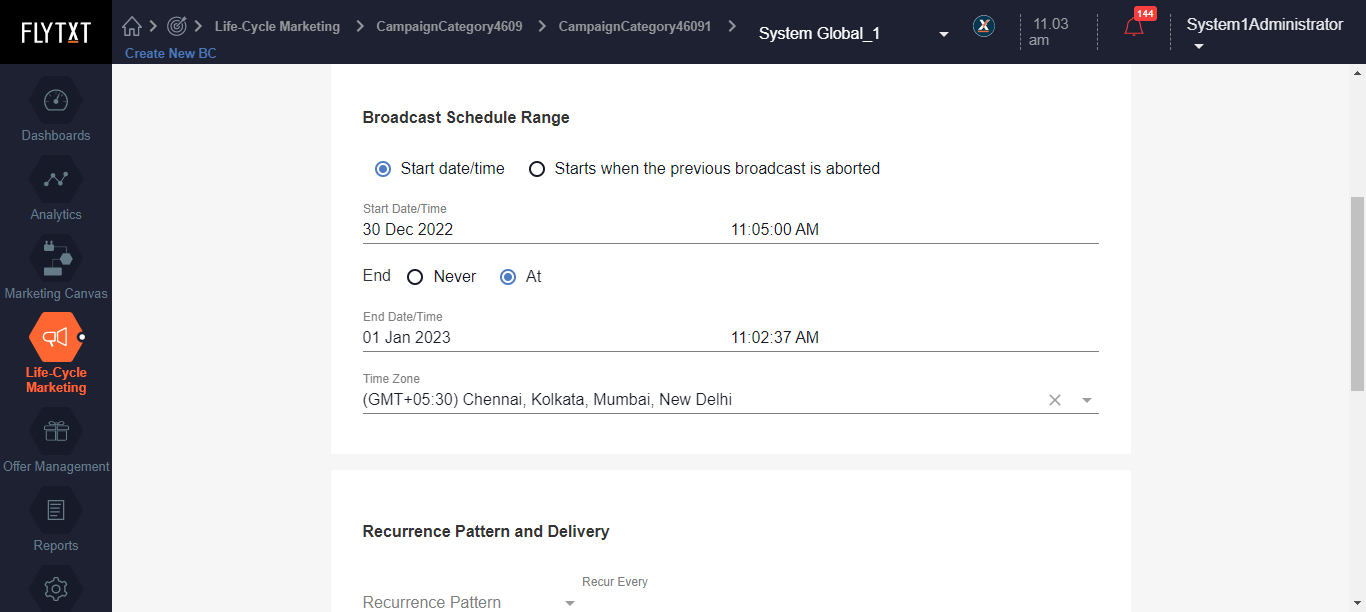 FLYTXT
Life-Cycle Marketing
CampaignCategory4609
CampaignCategory46091
Create New BC
System Global_1
X
11.03
am
144
System1Administrator
Dashboards
Analytics
Marketing Canvas
Life-Cycle
Marketing
Offer Management
Reports
Broadcast Schedule Range
Start date/time
Starts when the previous broadcast is aborted
Start Date/Time
30 Dec 2022 11:05:00 AM
End Never At
End Date/Time
01 Jan 2023 11:02:37 AM
Time Zone
(GMT+05:30) Chennai, Kolkata, Mumbai, New Delhi
Recurrence Pattern and Delivery
Recur Every
Recurrence Pattern